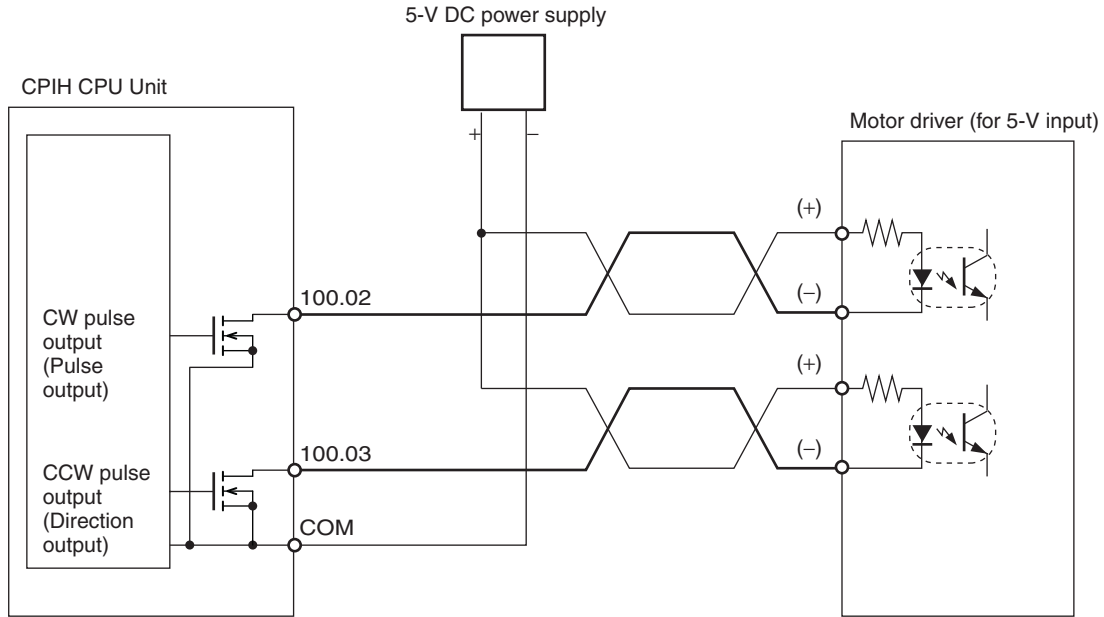 5-V DC power supply
CPIH CPU Unit
+
−
Motor driver (for 5-V input)
(+)
(−)
100.02
CW pulse
output
(Pulse
output)
(+)
(−)
100.03
CCW pulse
output
(Direction
output)
COM